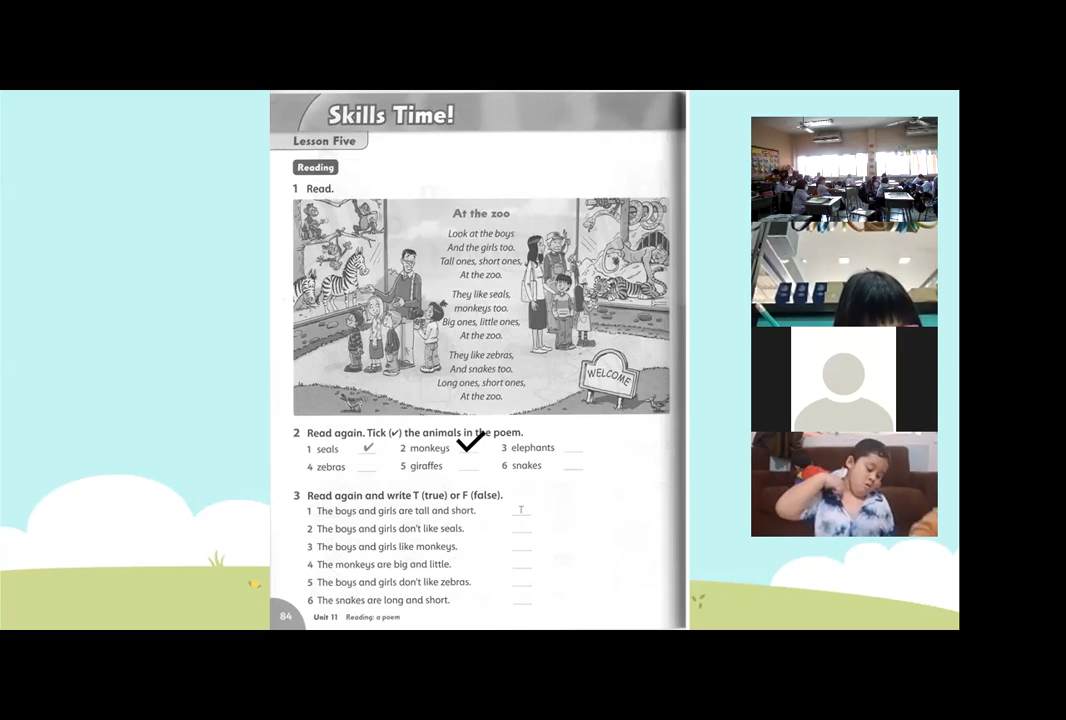 Skills Time!
Lesson Five
Reading
1 Read.
At the zoo
Look at the boys
And the girls too.
Tall ones, short ones,
At the zoo.
They like seals,
monkeys too.
Big ones, little ones,
At the zoo.
They like zebras,
And snakes too.
Long ones, short ones,
At the zoo.
WELCOME
2 Read again. Tick (✔) the animals in the poem.
1 seals ✔ 2 monkeys ✔ 3 elephants
4 zebras 5 giraffes 6 snakes
3 Read again and write T (true) or F (false).
1 The boys and girls are tall and short. T
2 The boys and girls don't like seals.
3 The boys and girls like monkeys.
4 The monkeys are big and little.
5 The boys and girls don't like zebras.
6 The snakes are long and short.
84 Unit 11 Reading: a poem